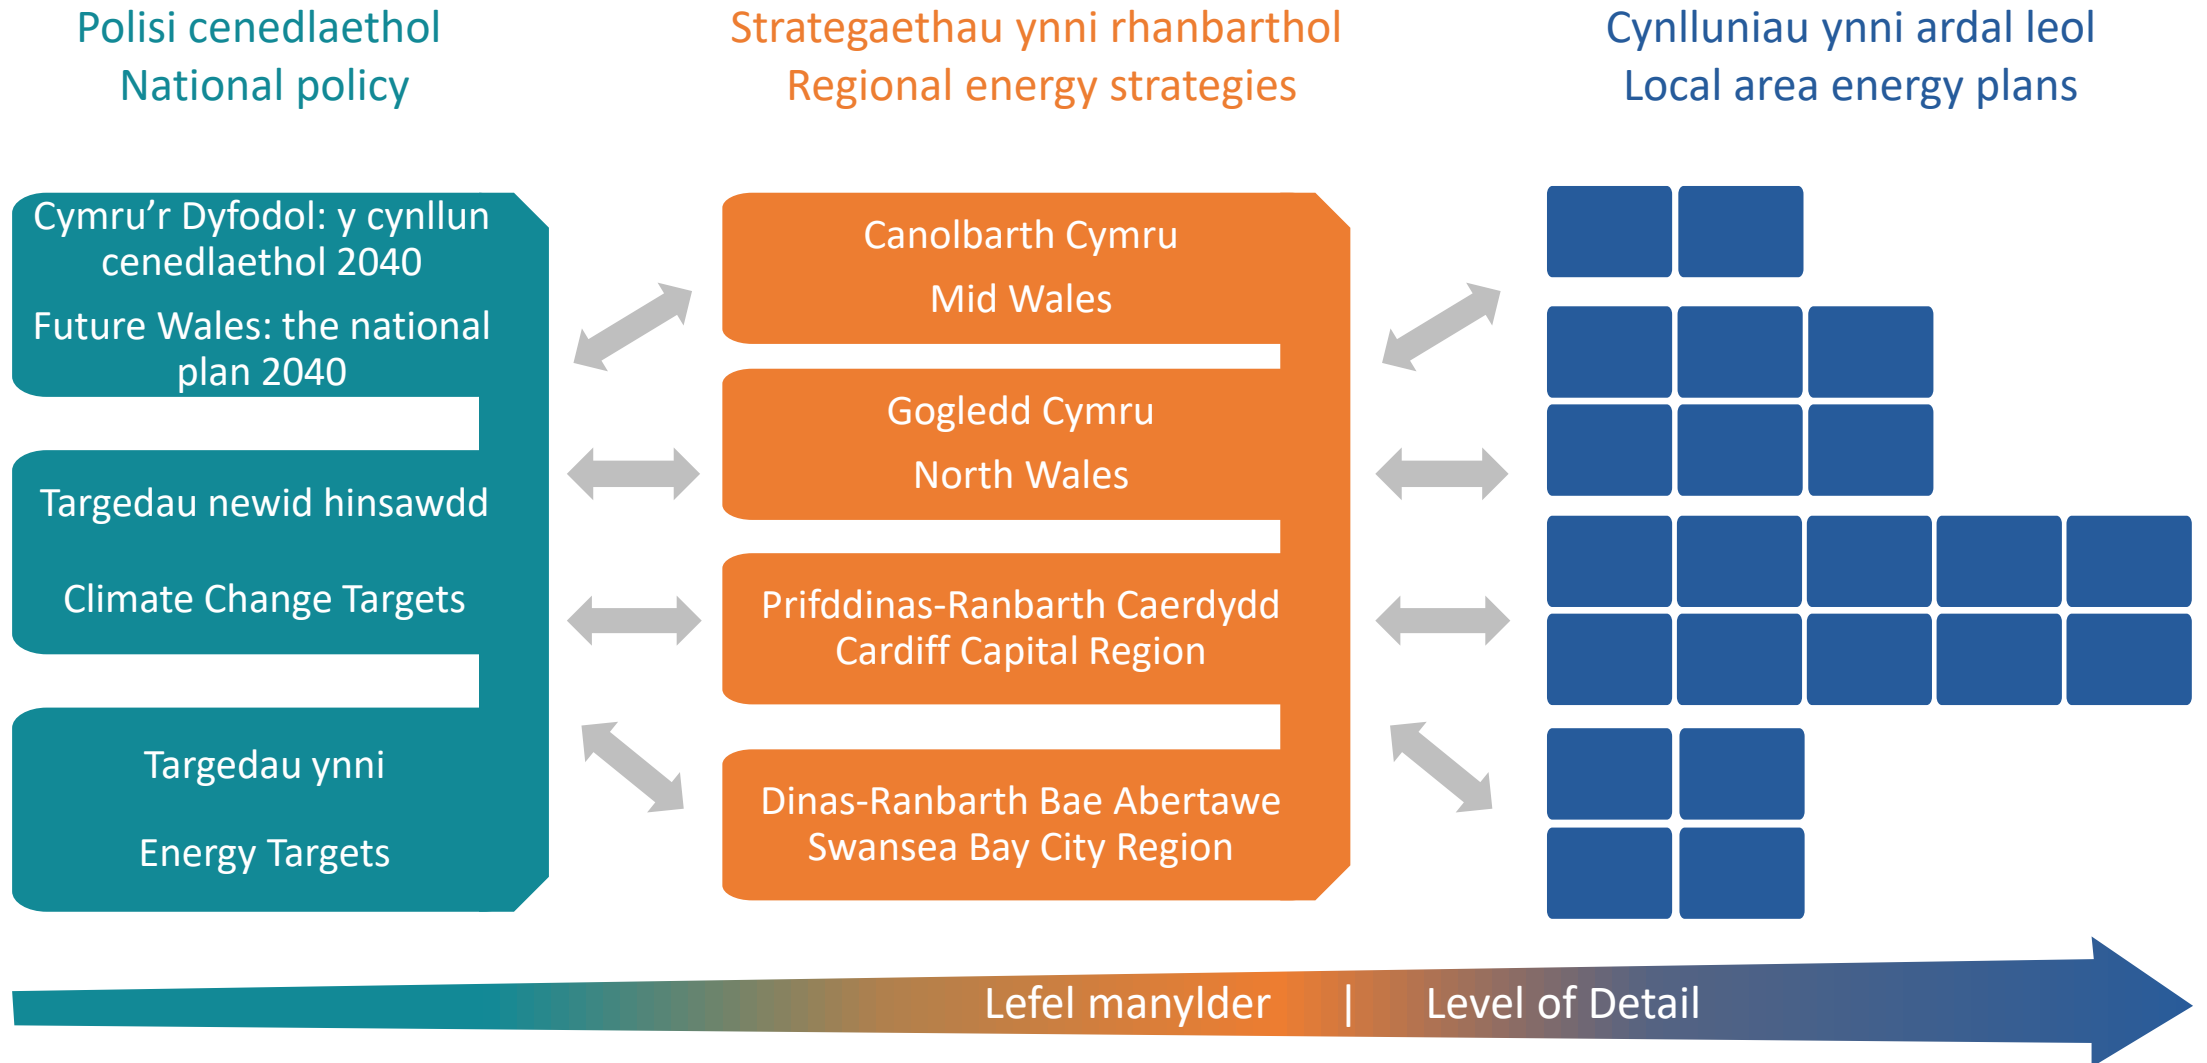 Polisi cenedlaethol
National policy
Strategaethau ynni rhanbarthol
Regional energy strategies
Cynlluniau ynni ardal leol
Local area energy plans
Cymru’r Dyfodol: y cynllun
cenedlaethol 2040
Future Wales: the national
plan 2040
Targedau newid hinsawdd
Climate Change Targets
Targedau ynni
Energy Targets
Canolbarth Cymru
Mid Wales
Gogledd Cymru
North Wales
Prifddinas-Ranbarth Caerdydd
Cardiff Capital Region
Dinas-Ranbarth Bae Abertawe
Swansea Bay City Region
Lefel manylder | Level of Detail